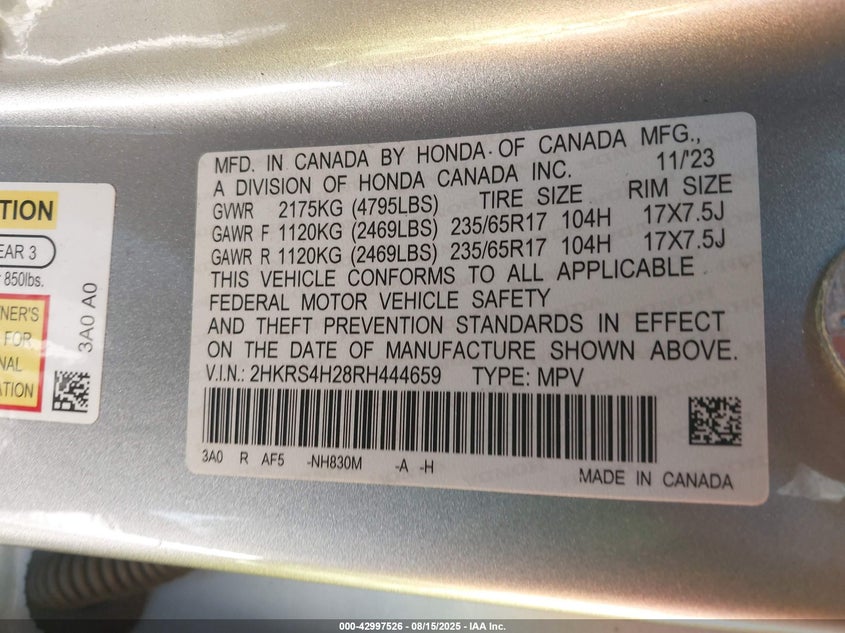 TION
EAR 3
850lbs.
NER'S
FOR
NAL
ATION
3A0 A0
MFD. IN CANADA BY HONDA OF CANADA MFG.,
A DIVISION OF HONDA CANADA INC. 11/'23
GVWR 2175KG (4795LBS) TIRE SIZE RIM SIZE
GAWR F 1120KG (2469LBS) 235/65R17 104H 17X7.5J
GAWR R 1120KG (2469LBS) 235/65R17 104H 17X7.5J
THIS VEHICLE CONFORMS TO ALL APPLICABLE
FEDERAL MOTOR VEHICLE SAFETY
AND THEFT PREVENTION STANDARDS IN EFFECT
ON THE DATE OF MANUFACTURE SHOWN ABOVE.
V.I.N.: 2HKRS4H28RH444659 TYPE: MPV
3A0 R AF5 -NH830M -A -H
MADE IN CANADA
000-42997526 - 08/15/2025 - IAA Inc.